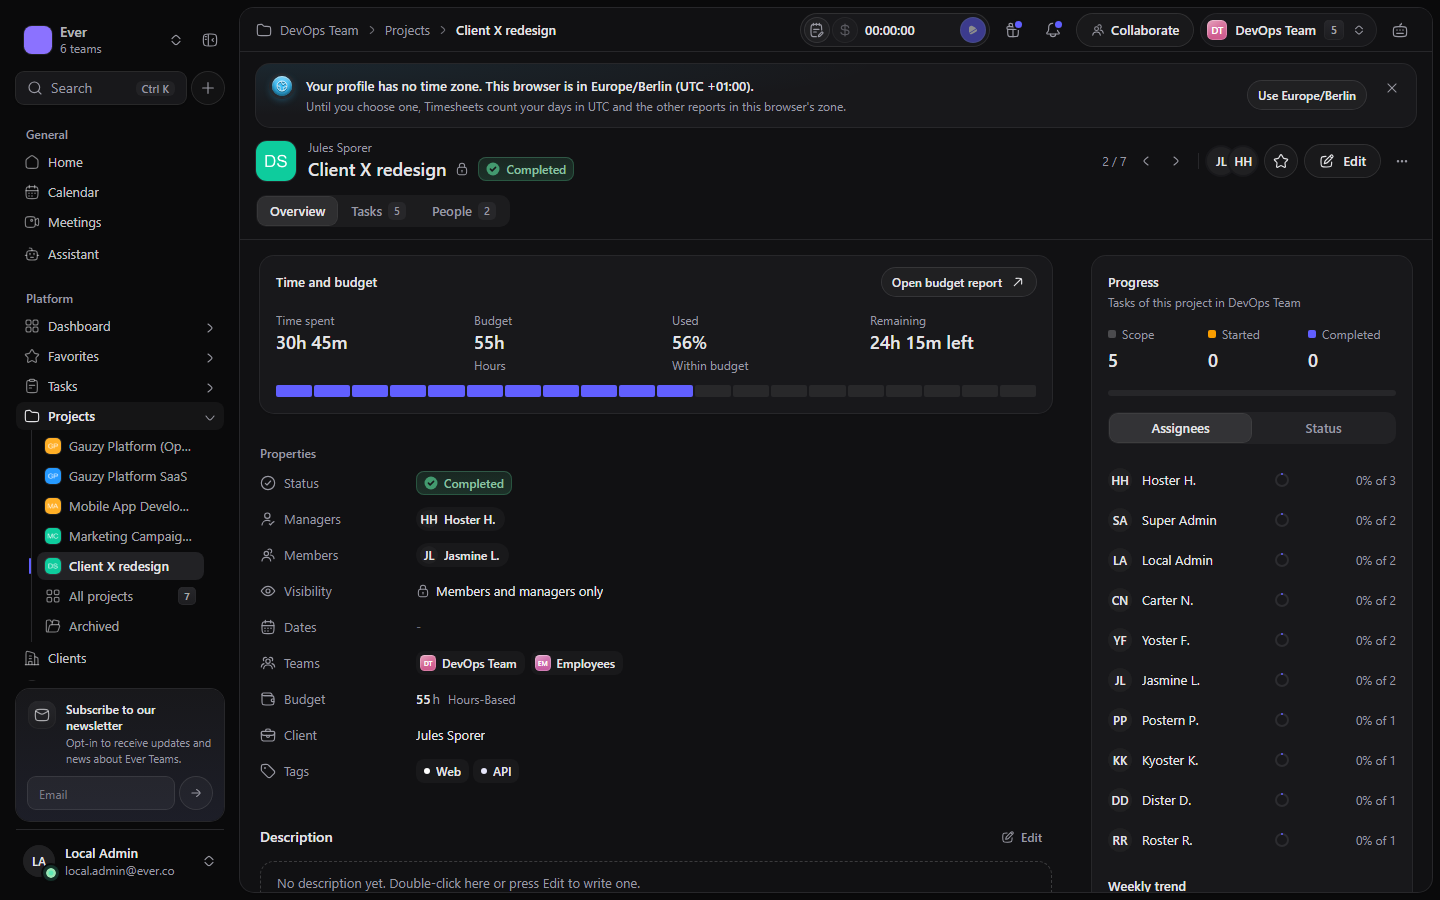 Ever
6 teams
Search
Ctrl K
General
Home
Calendar
Meetings
Assistant
Platform
Dashboard
Favorites
Tasks
Projects
GP Gauzy Platform (Op...
GP Gauzy Platform SaaS
MA Mobile App Develo...
MC Marketing Campaig...
DS Client X redesign
All projects 7
Archived
Clients
Subscribe to our
newsletter
Opt-in to receive updates and
news about Ever Teams.
Email
LA
Local Admin
local.admin@ever.co
DevOps Team
Projects
Client X redesign
00:00:00
Collaborate
DT DevOps Team 5
Your profile has no time zone. This browser is in Europe/Berlin (UTC +01:00).
Until you choose one, Timesheets count your days in UTC and the other reports in this browser's zone.
Use Europe/Berlin
DS
Jules Sporer
Client X redesign
Completed
2 / 7
JL HH
Edit
Overview
Tasks 5
People 2
Time and budget
Open budget report
Time spent
30h 45m
Budget
55h
Hours
Used
56%
Within budget
Remaining
24h 15m left
Properties
Status Completed
Managers HH Hoster H.
Members JL Jasmine L.
Visibility Members and managers only
Dates -
Teams DT DevOps Team EM Employees
Budget 55 h Hours-Based
Client Jules Sporer
Tags Web API
Description
Edit
No description yet. Double-click here or press Edit to write one.
Progress
Tasks of this project in DevOps Team
Scope
5
Started
0
Completed
0
Assignees
Status
HH Hoster H. 0% of 3
SA Super Admin 0% of 2
LA Local Admin 0% of 2
CN Carter N. 0% of 2
YF Yoster F. 0% of 2
JL Jasmine L. 0% of 2
PP Postern P. 0% of 1
KK Kyoster K. 0% of 1
DD Dister D. 0% of 1
RR Roster R. 0% of 1
Weekly trend